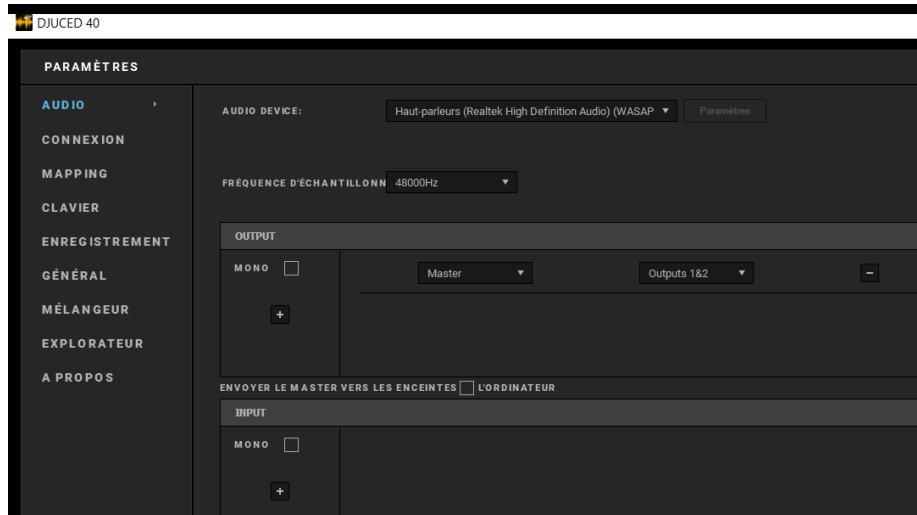 DJUCED 40
PARAMÈTRES
AUDIO
AUDIO DEVICE:
Haut-parleurs (Realtek High Definition Audio) (WASAP
Paramètres
CONNEXION
MAPPING
FRÉQUENCE D'ÉCHANTILLONN
48000Hz
CLAVIER
ENREGISTREMENT
OUTPUT
GÉNÉRAL
MONO
Master
Outputs 1&2
−
+
MÉLANGEUR
EXPLORATEUR
A PROPOS
ENVOYER LE MASTER VERS LES ENCEINTES L'ORDINATEUR
INPUT
MONO
+